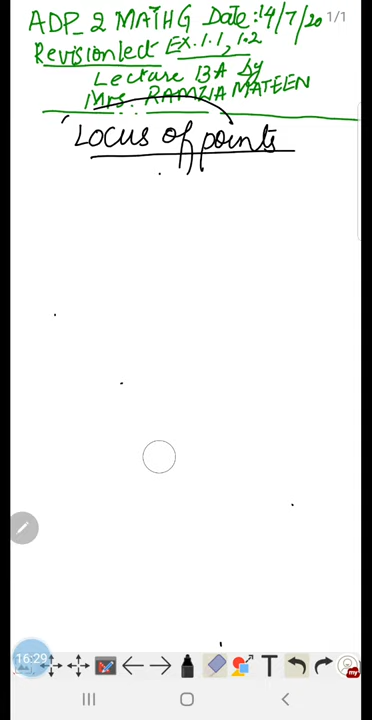 ADP_2 MATHG Date:14/7/20 1/1
Revision lect Ex.1.1, 1.2
Lecture 13A By
Mrs. RAMZIA MATEEN
Locus of points
16:29
T